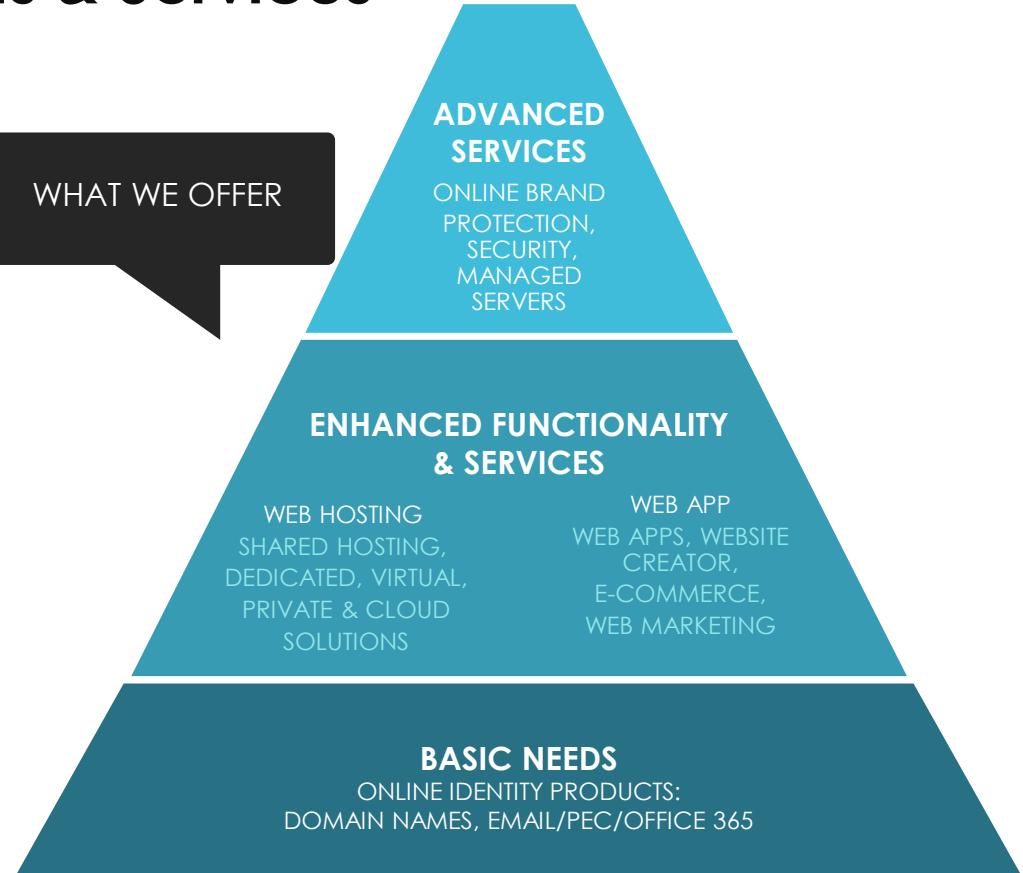 & services
ADVANCED
SERVICES
ONLINE BRAND
PROTECTION,
SECURITY,
MANAGED
SERVERS
WHAT WE OFFER
ENHANCED FUNCTIONALITY
& SERVICES
WEB HOSTING
SHARED HOSTING,
DEDICATED, VIRTUAL,
PRIVATE & CLOUD
SOLUTIONS
WEB APP
WEB APPS, WEBSITE
CREATOR,
E-COMMERCE,
WEB MARKETING
BASIC NEEDS
ONLINE IDENTITY PRODUCTS:
DOMAIN NAMES, EMAIL/PEC/OFFICE 365